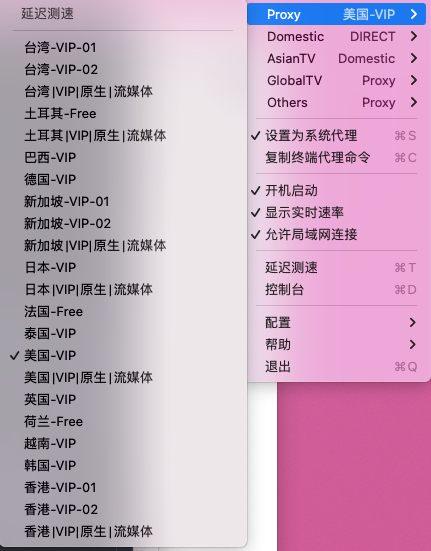 延迟测速
台湾-VIP-01
台湾-VIP-02
台湾|VIP|原生|流媒体
土耳其-Free
土耳其|VIP|原生|流媒体
巴西-VIP
德国-VIP
新加坡-VIP-01
新加坡-VIP-02
新加坡|VIP|原生|流媒体
日本-VIP
日本|VIP|原生|流媒体
法国-Free
泰国-VIP
✓ 美国-VIP
美国|VIP|原生|流媒体
英国-VIP
荷兰-Free
越南-VIP
韩国-VIP
香港-VIP-01
香港-VIP-02
香港|VIP|原生|流媒体
Proxy 美国-VIP >
Domestic DIRECT >
AsianTV Domestic >
GlobalTV Proxy >
Others Proxy >
✓ 设置为系统代理 ⌘S
复制终端代理命令 ⌘C
✓ 开机启动
✓ 显示实时速率
✓ 允许局域网连接
延迟测速 ⌘T
控制台 ⌘D
配置 >
帮助 >
退出 ⌘Q